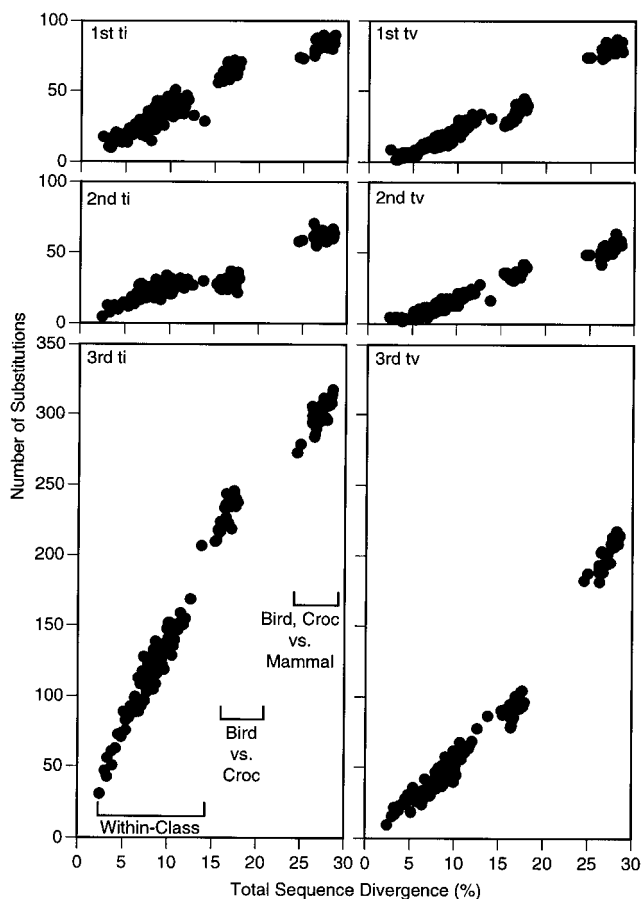 1st ti
1st tv
100
50
0
2nd ti
2nd tv
100
50
0
3rd ti
3rd tv
350
300
250
200
150
100
50
0
Number of Substitutions
Bird, Croc
vs.
Mammal
Bird
vs.
Croc
Within-Class
0 5 10 15 20 25 30
0 5 10 15 20 25 30
Total Sequence Divergence (%)